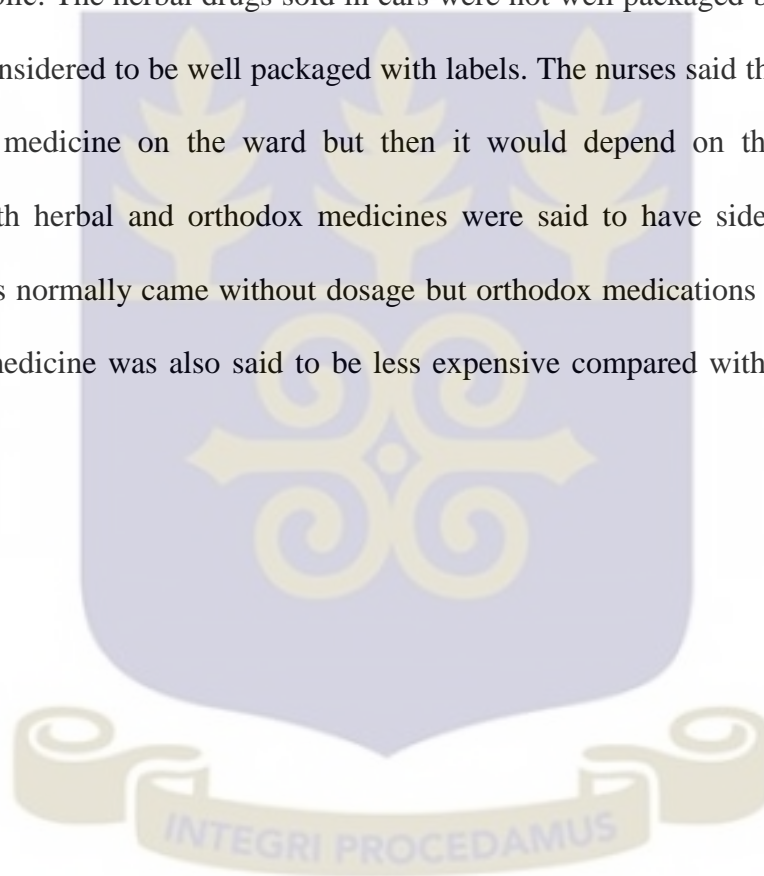 The herbal drugs sold in cars were not well packaged b
nsidered to be well packaged with labels. The nurses said th
medicine on the ward but then it would depend on th
th herbal and orthodox medicines were said to have side
s normally came without dosage but orthodox medications
medicine was also said to be less expensive compared with
INTEGRI PROCEDAMUS